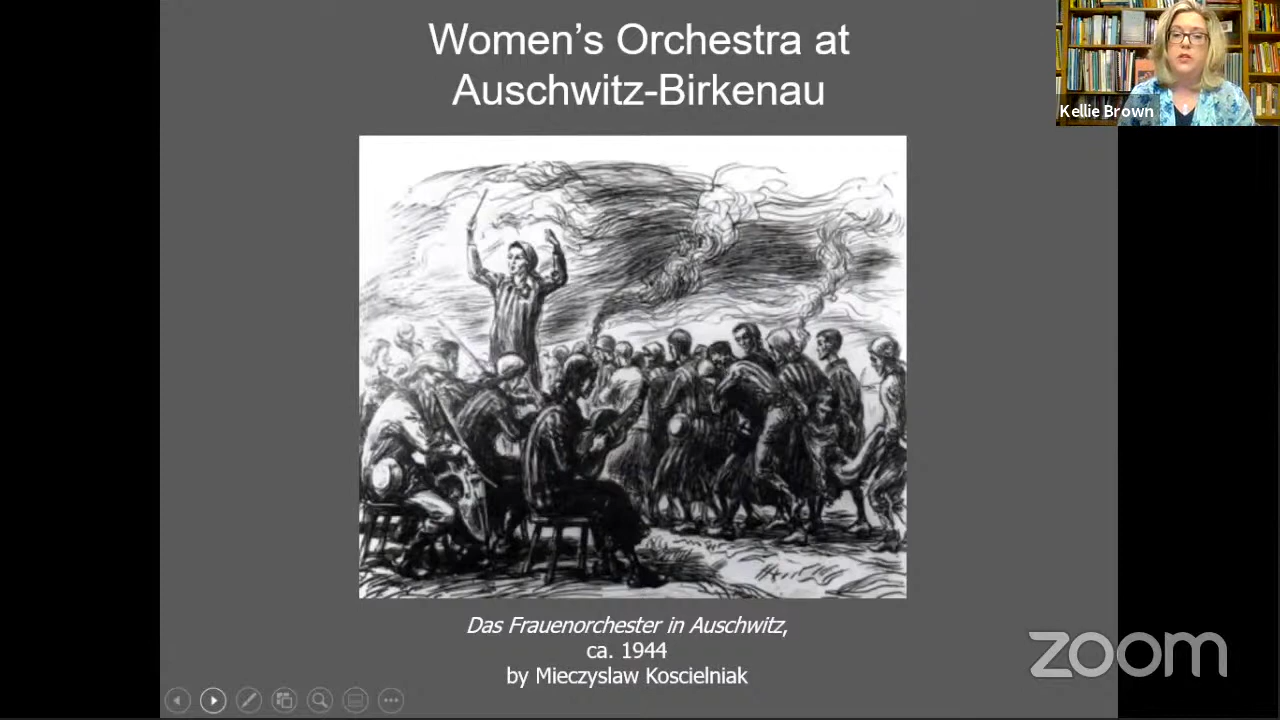 Women's Orchestra at
Auschwitz-Birkenau
Kellie Brown
Das Frauenorchester in Auschwitz,
ca. 1944
by Mieczyslaw Koscielniak
zoom